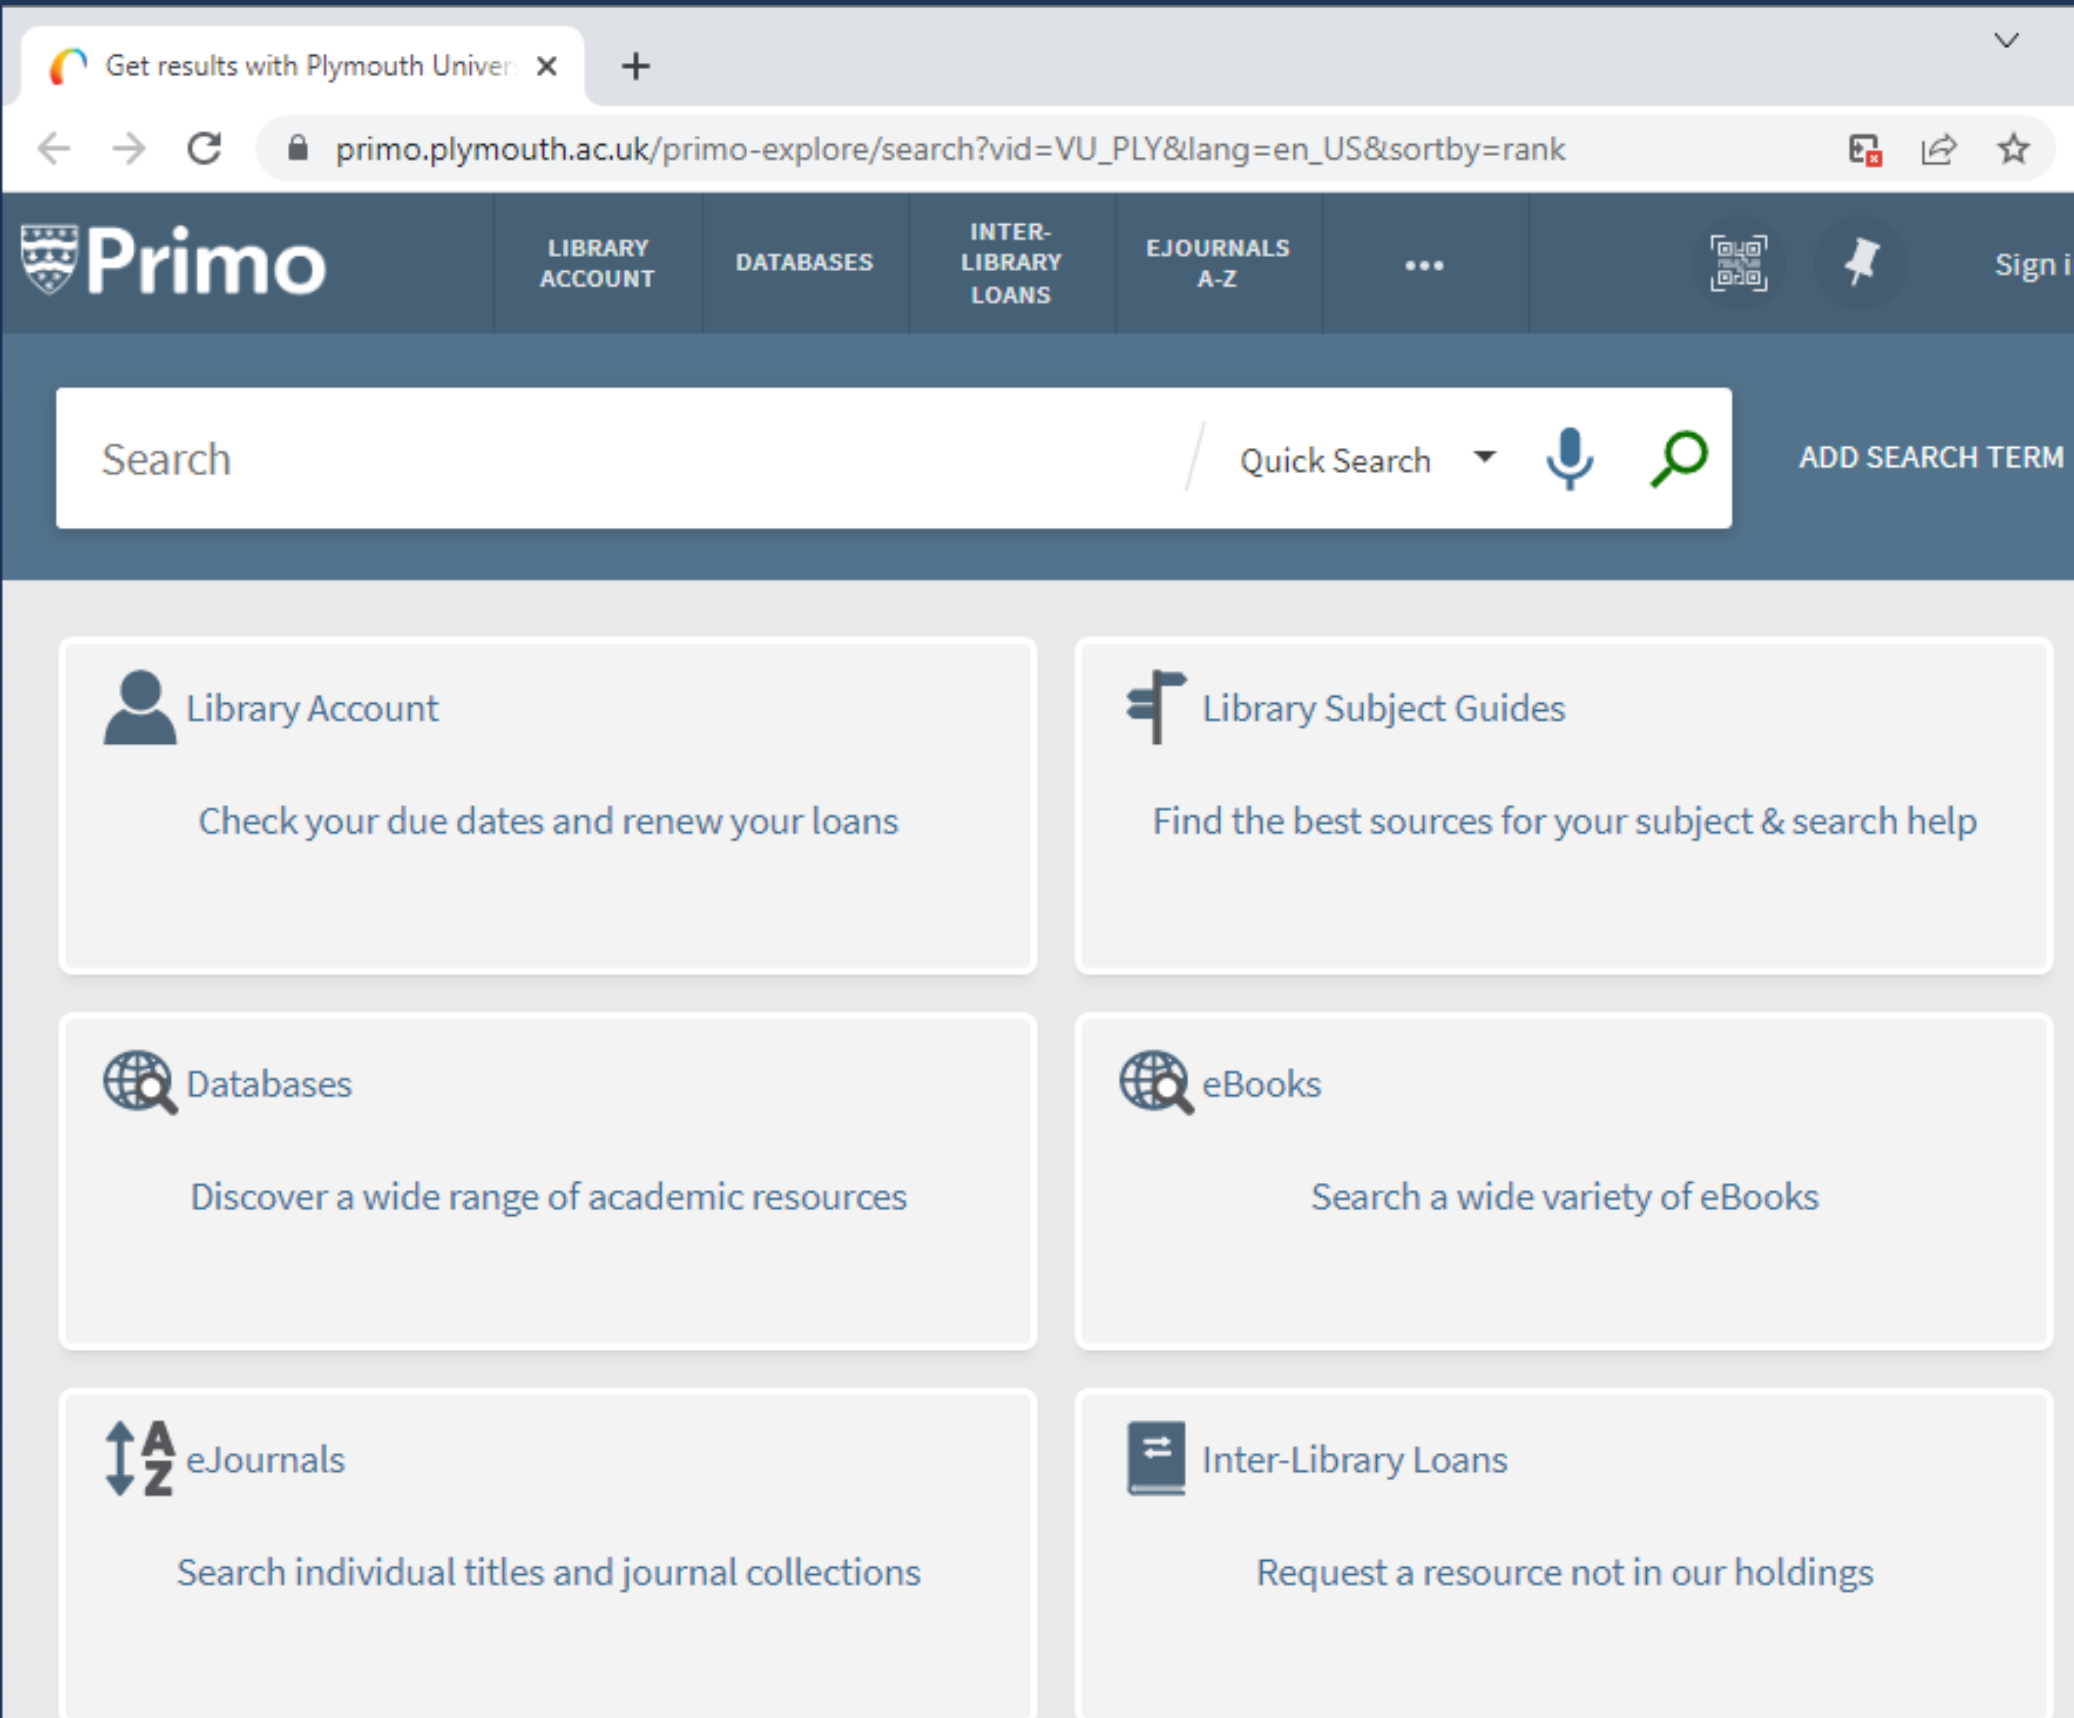 Get results with Plymouth Univer
primo.plymouth.ac.uk/primo-explore/search?vid=VU_PLY&lang=en_US&sortby=rank
Primo
LIBRARY
ACCOUNT
DATABASES
INTER-
LIBRARY
LOANS
EJOURNALS
A-Z
Sign i
Search
Quick Search
ADD SEARCH TERM
Library Account
Check your due dates and renew your loans
Library Subject Guides
Find the best sources for your subject & search help
Databases
Discover a wide range of academic resources
eBooks
Search a wide variety of eBooks
A
Z
eJournals
Search individual titles and journal collections
Inter-Library Loans
Request a resource not in our holdings